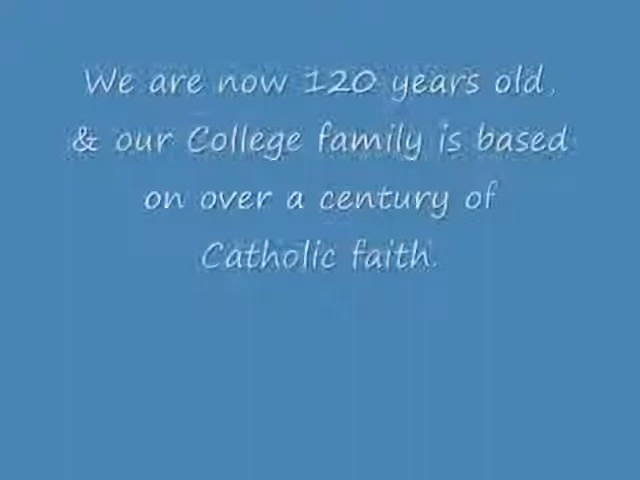 We are now 120 years old,
& our College family is based
on over a century of
Catholic faith.